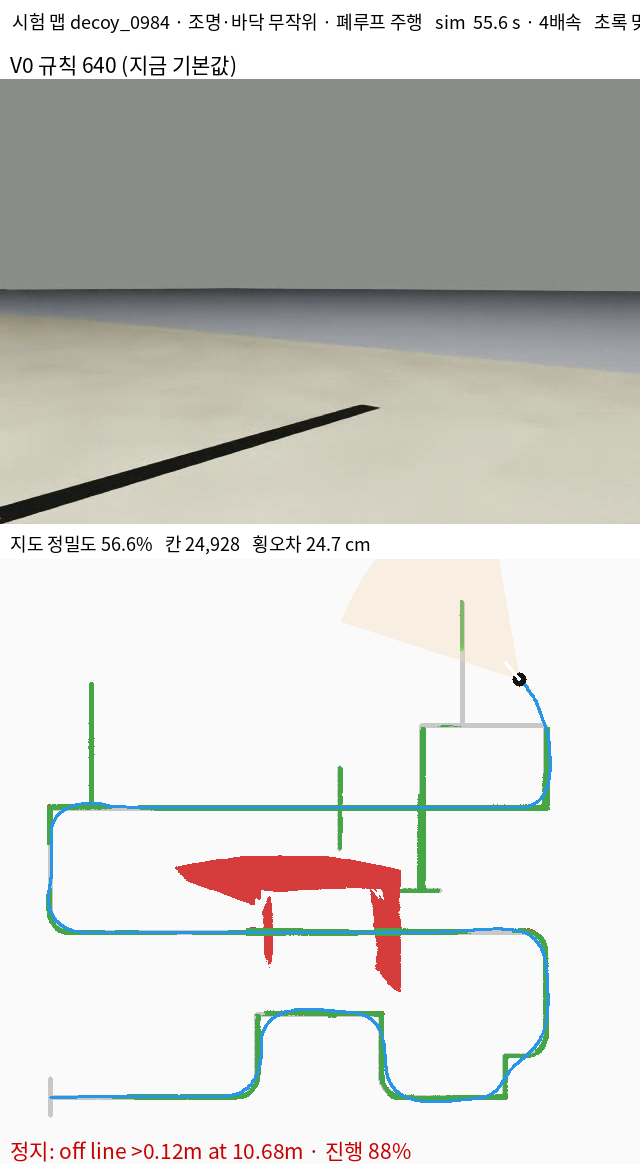 시험 맵 decoy_0984 · 조명·바닥 무작위 · 폐루프 주행 sim 55.6 s · 4배속 초록
V0 규칙 640 (지금 기본값)
지도 정밀도 56.6% 칸 24,928 횡오차 24.7 cm
정지: off line >0.12m at 10.68m · 진행 88%